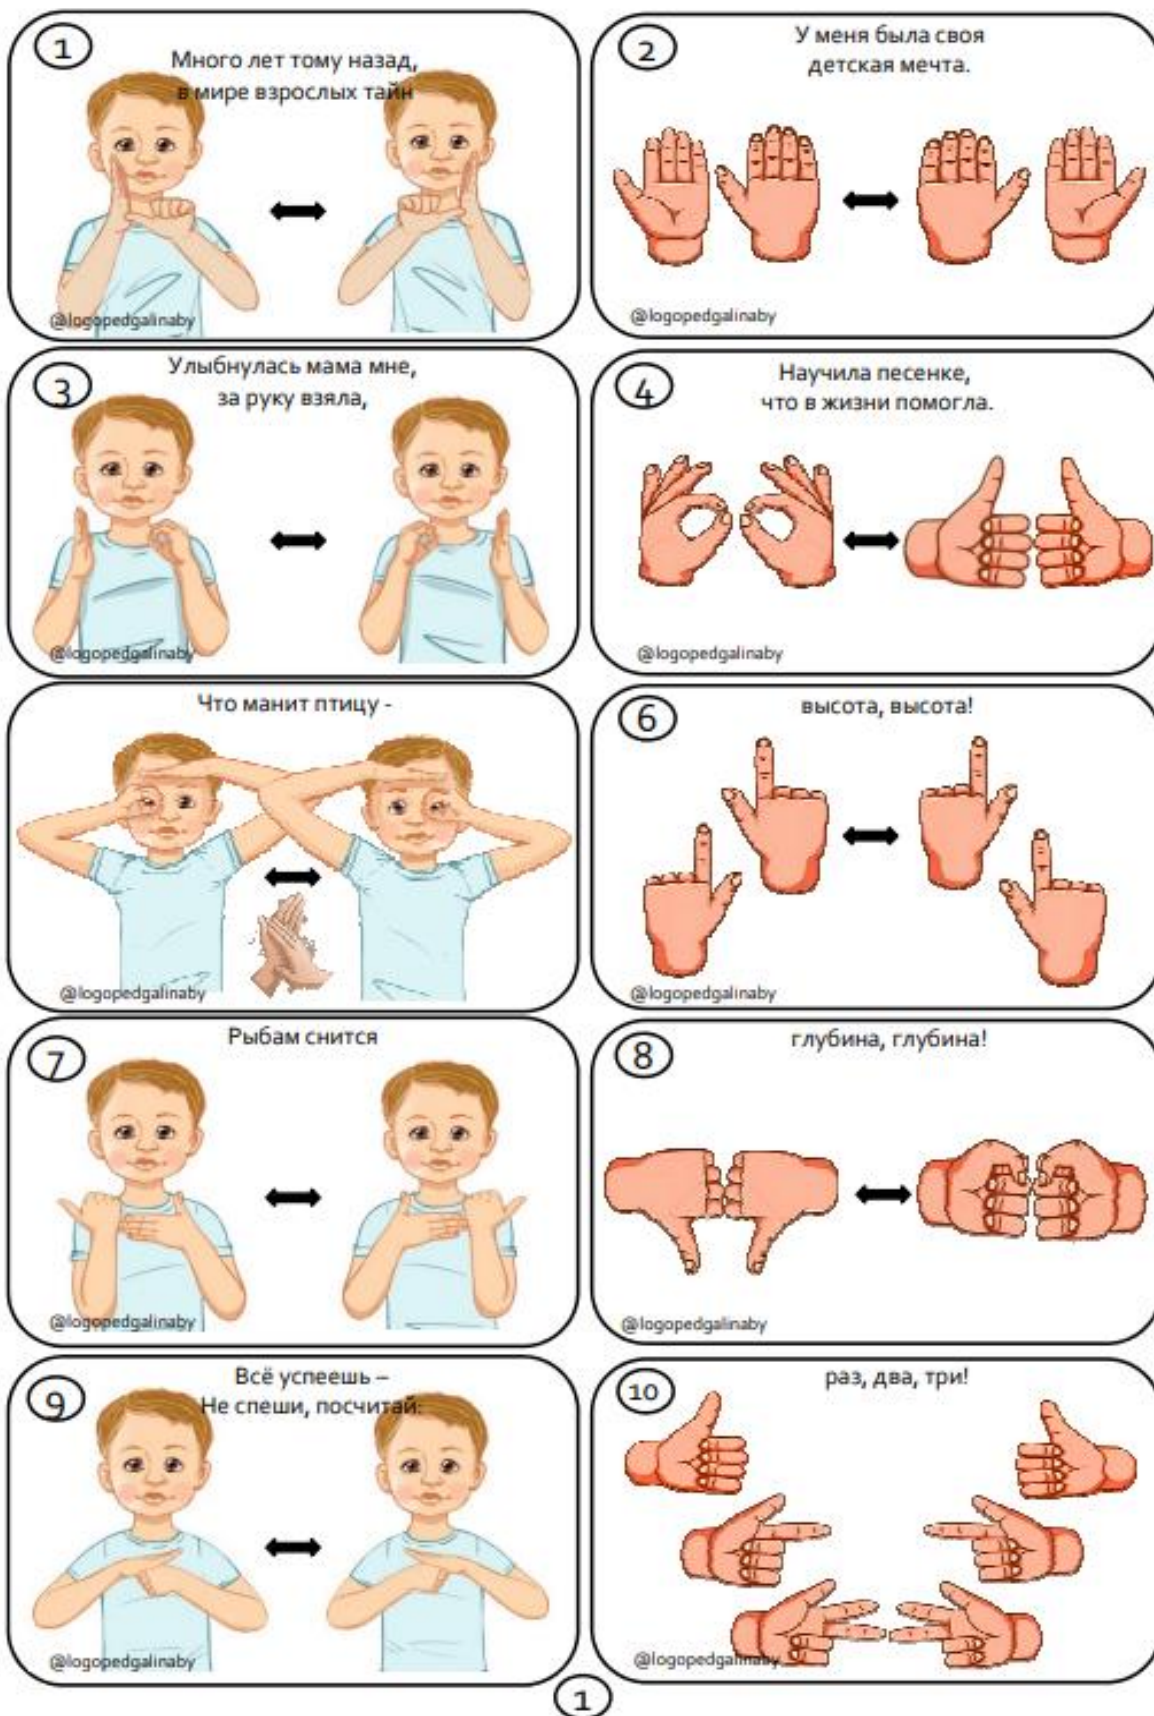 1
Много лет тому назад,
в мире взрослых тайн
@logopedgalinaby
2
У меня была своя
детская мечта.
@logopedgalinaby
3
Улыбнулась мама мне,
за руку взяла,
@logopedgalinaby
4
Научила песенке,
что в жизни помогла.
@logopedgalinaby
Что манит птицу -
@logopedgalinaby
6
высота, высота!
@logopedgalinaby
7
Рыбам снится
@logopedgalinaby
8
глубина, глубина!
@logopedgalinaby
9
Всё успеешь –
Не спеши, посчитай:
@logopedgalinaby
10
раз, два, три!
@logopedgalinaby
1